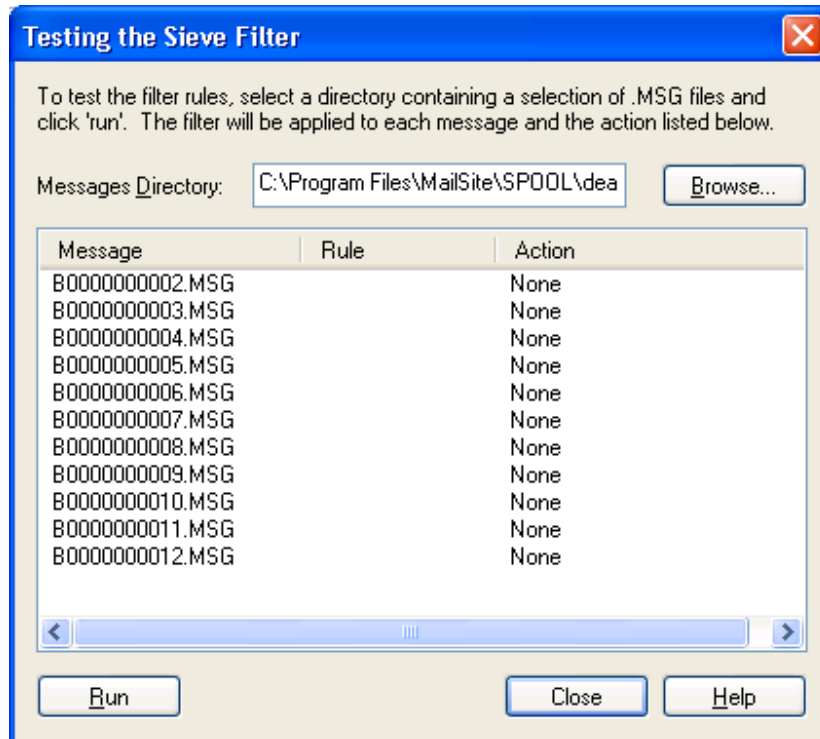 Testing the Sieve Filter
To test the filter rules, select a directory containing a selection of .MSG files and
click 'run'.  The filter will be applied to each message and the action listed below.
Messages Directory: C:\Program Files\MailSite\SPOOL\dea Browse...
Message Rule Action
B0000000002.MSG None
B0000000003.MSG None
B0000000004.MSG None
B0000000005.MSG None
B0000000006.MSG None
B0000000007.MSG None
B0000000008.MSG None
B0000000009.MSG None
B0000000010.MSG None
B0000000011.MSG None
B0000000012.MSG None
Run Close Help